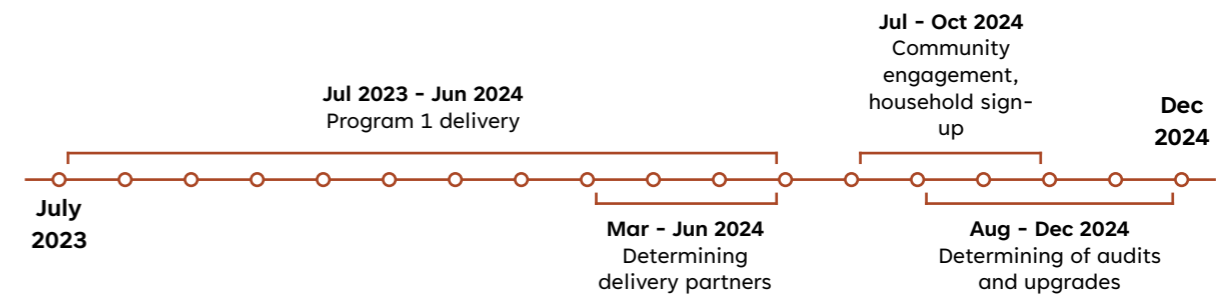 Jul - Oct 2024
Community
engagement,
household sign-
up
Jul 2023 - Jun 2024
Program 1 delivery
Dec
2024
July
2023
Mar - Jun 2024
Determining
delivery partners
Aug - Dec 2024
Determining of audits
and upgrades